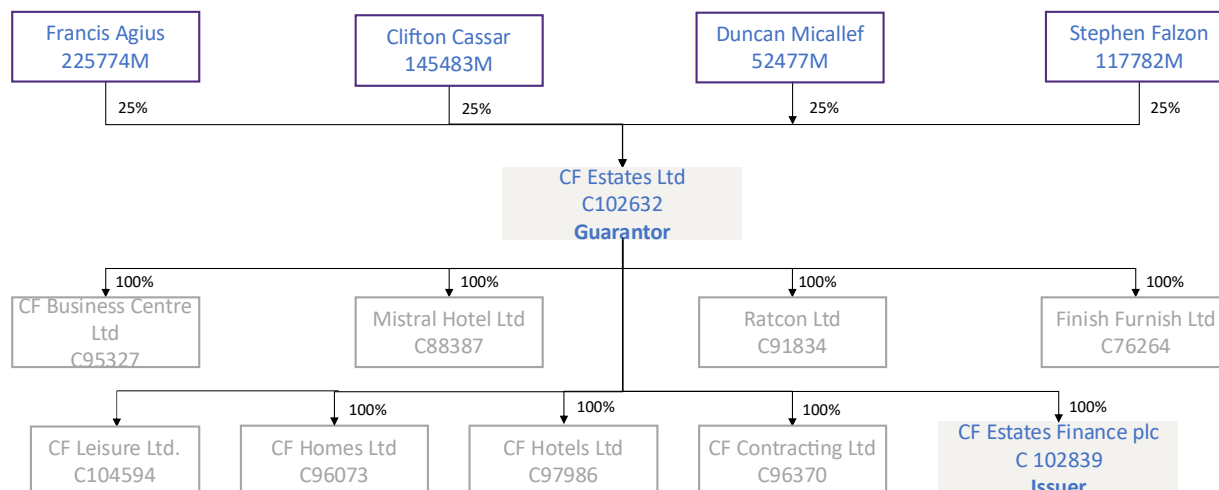 Francis Agius
225774M
Clifton Cassar
145483M
Duncan Micallef
52477M
Stephen Falzon
117782M
25%
25%
25%
25%
CF Estates Ltd
C102632
Guarantor
100%
100%
100%
100%
CF Business Centre
Ltd
C95327
Mistral Hotel Ltd
C88387
Ratcon Ltd
C91834
Finish Furnish Ltd
C76264
100%
100%
100%
100%
CF Leisure Ltd.
C104594
CF Homes Ltd
C96073
CF Hotels Ltd
C97986
CF Contracting Ltd
C96370
CF Estates Finance plc
C 102839
Issuer